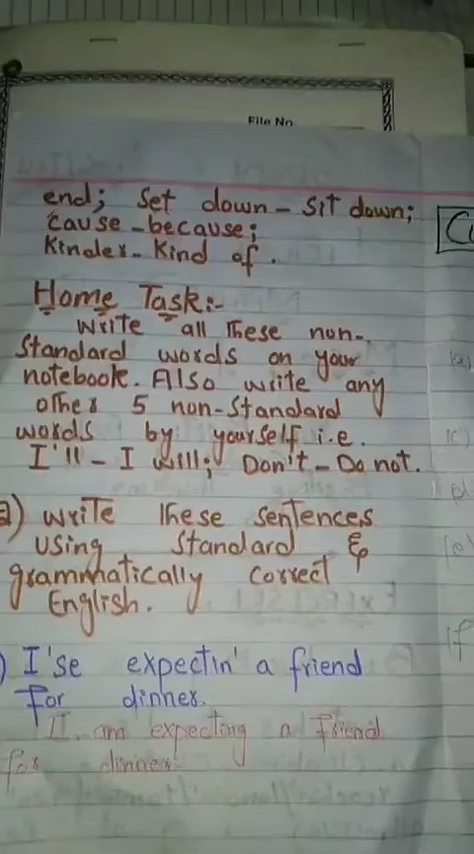 File No
end; Set down - Sit down;
'cause - because;
Kinder - Kind of.
Home Task:-
Write all these non-
Standard words on your
notebook. Also write any
other 5 non-Standard
words by yourself i.e.
I'll - I will; Don't - Do not.
2) Write these sentences
using Standard &
grammatically correct
English.
) I'se expectin' a friend
for dinner.
I am expecting a friend
for dinner.